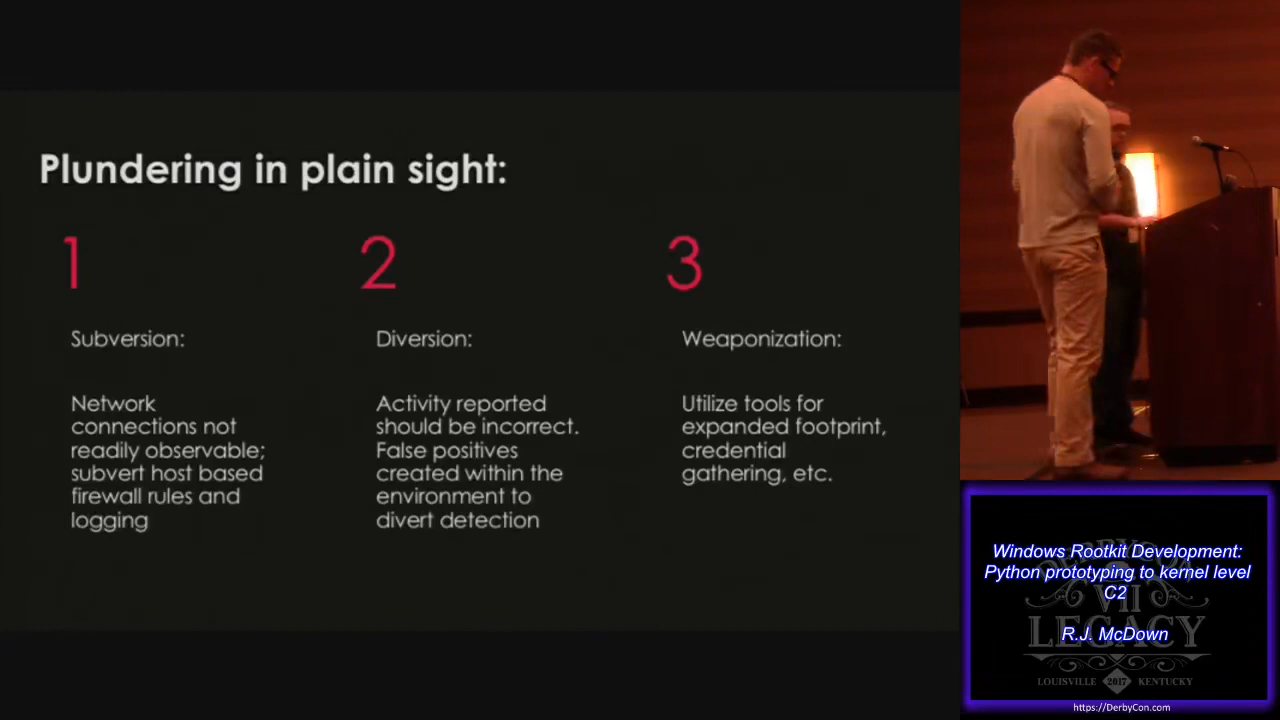 Plundering in plain sight:
1
Subversion:
Network
connections not
readily observable;
subvert host based
firewall rules and
logging
2
Diversion:
Activity reported
should be incorrect.
False positives
created within the
environment to
divert detection
3
Weaponization:
Utilize tools for
expanded footprint,
credential
gathering, etc.
Windows Rootkit Development:
Python prototyping to kernel level
C2
R.J. McDown
DERBYCON
VII
LEGACY
LOUISVILLE 2017 KENTUCKY
https://DerbyCon.com